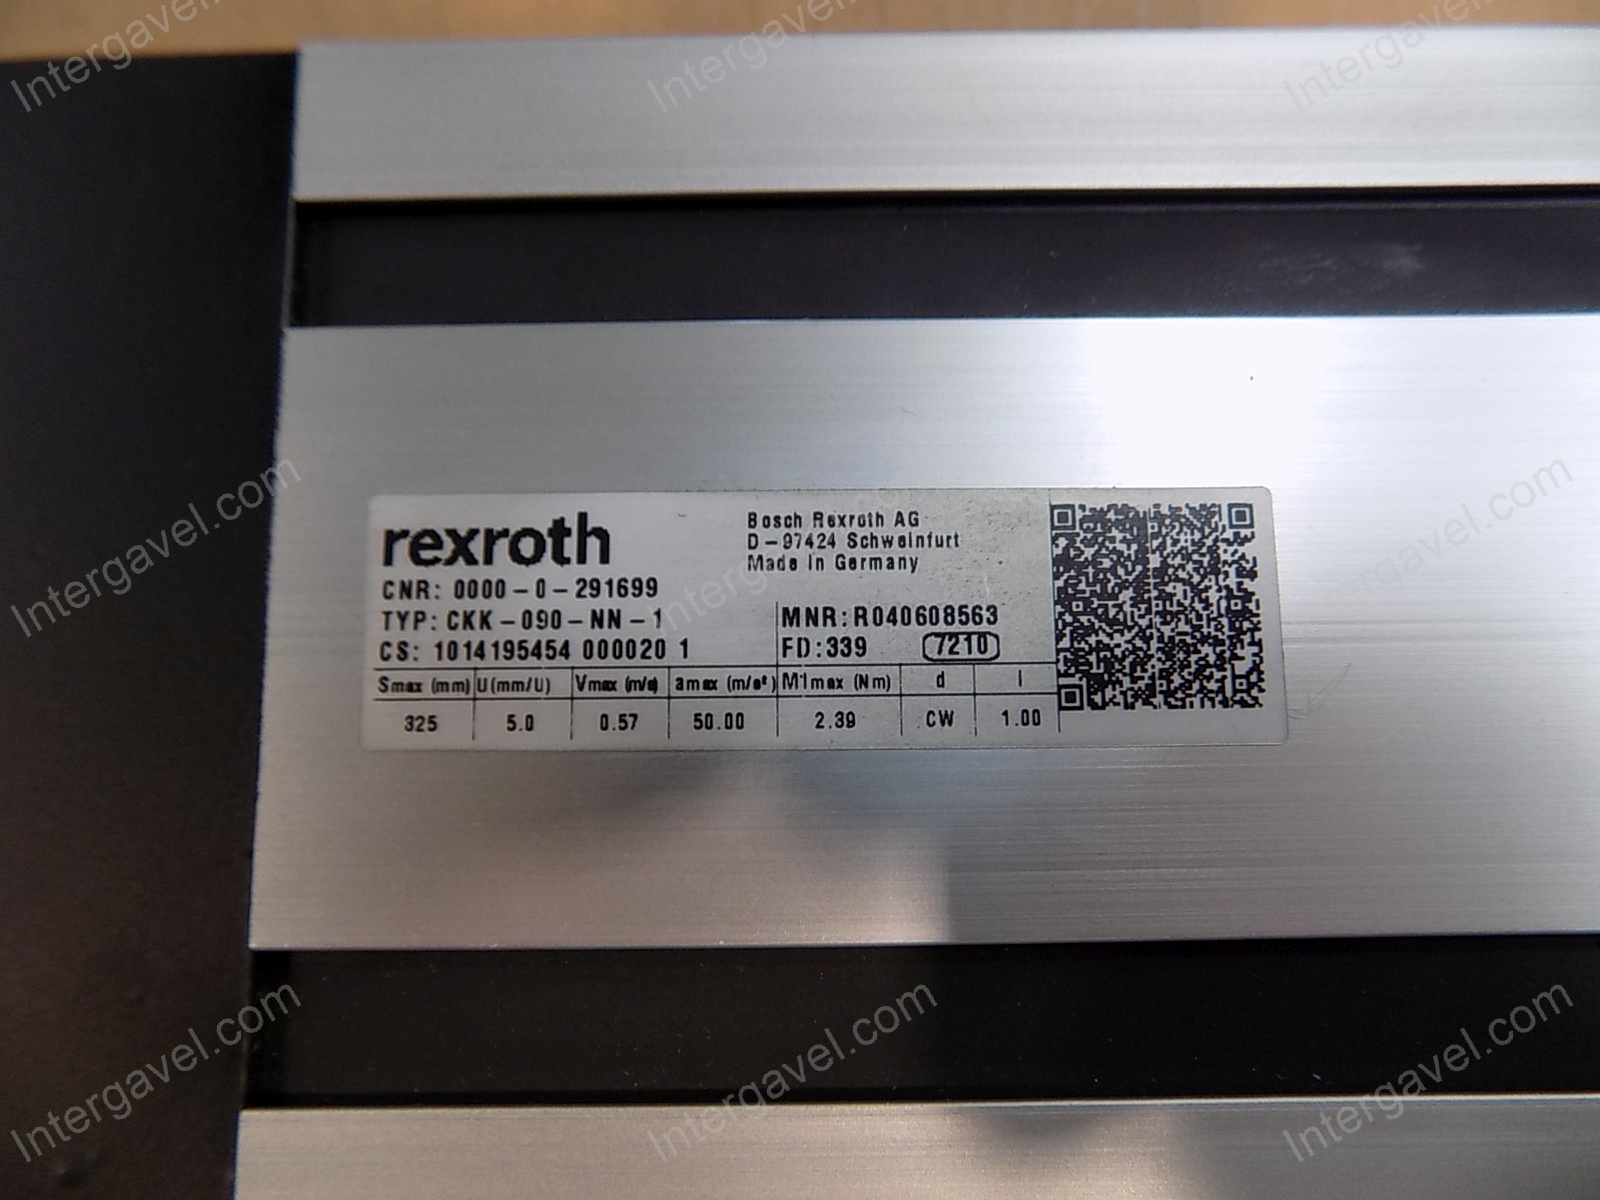 rexroth
Bosch Rexroth AG
D-97424 Schweinfurt
Made in Germany
CNR: 0000-0-291699
TYP: CKK-090-NN-1
MNR: R040608563
CS: 1014195454 000020 1
FD: 339
7210
Smax (mm) U(mm/U) Vmax (m/s) amax (m/s²) M1max (Nm) d i
325 5.0 0.57 50.00 2.39 CW 1.00
Intergavel.com
Intergavel.com
Intergavel.com
Intergavel.com
Intergavel.com
Intergavel.com
Intergavel.com
Intergavel.com
Intergavel.com